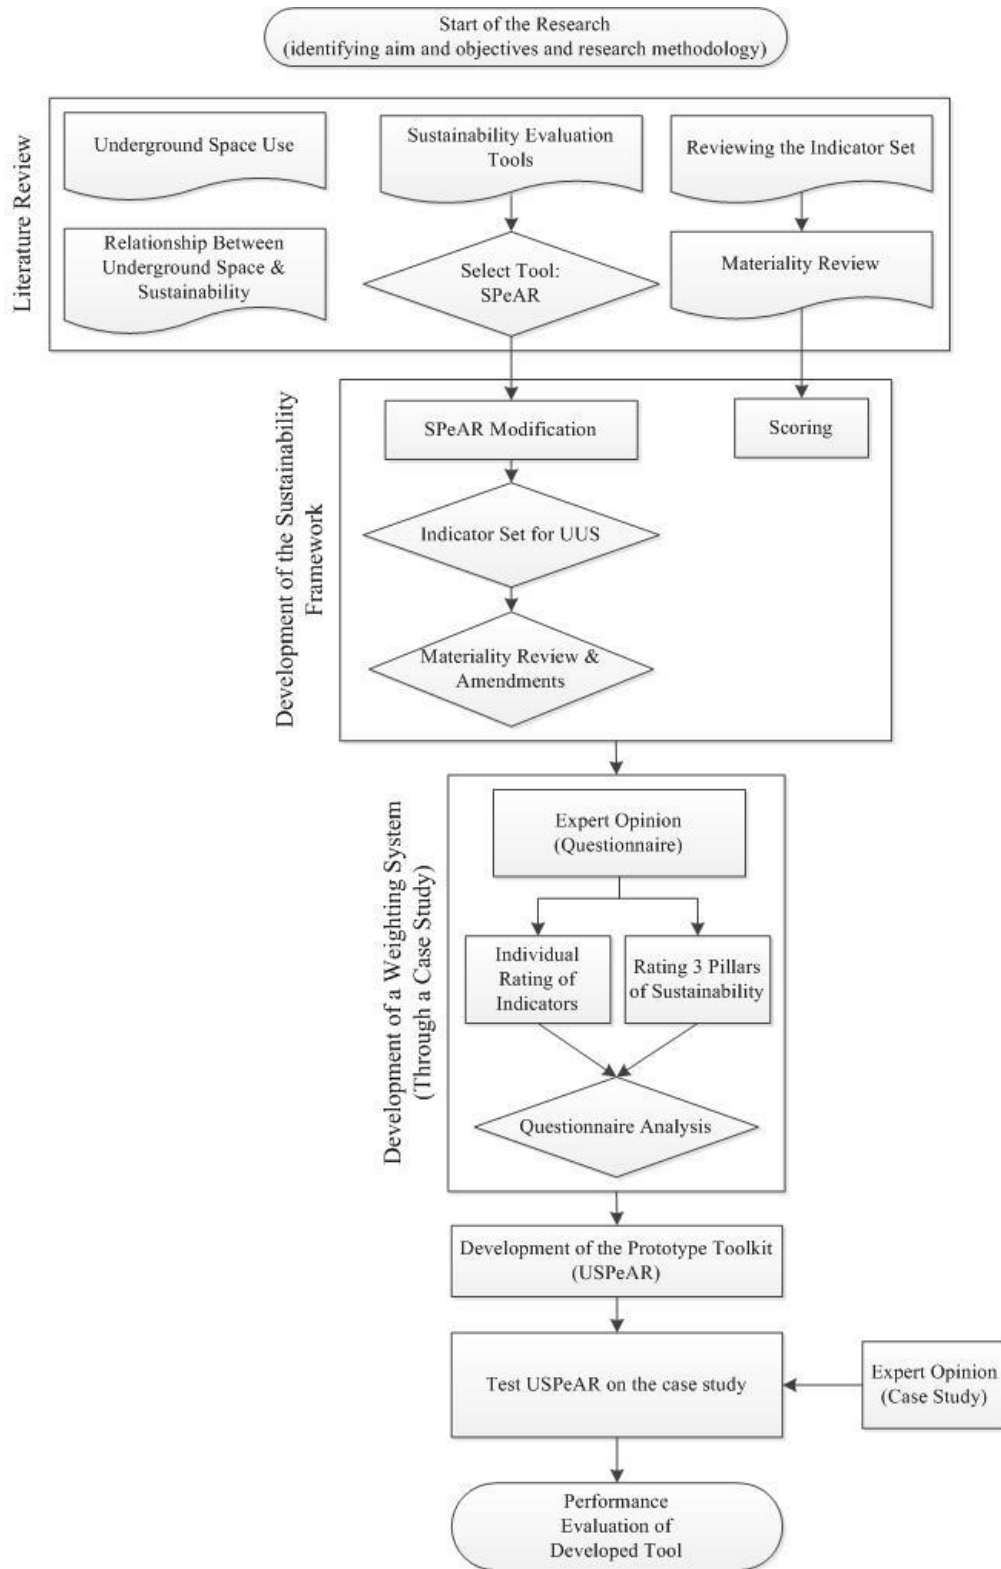 Start of the Research
(identifying aim and objectives and research methodology)
Literature Review
Underground Space Use
Sustainability Evaluation
Tools
Reviewing the Indicator Set
Relationship Between
Underground Space &
Sustainability
Select Tool:
SPeAR
Materiality Review
Development of the Sustainability
Framework
SPeAR Modification
Scoring
Indicator Set for UUS
Materiality Review &
Amendments
Development of a Weighting System
(Through a Case Study)
Expert Opinion
(Questionnaire)
Individual
Rating of
Indicators
Rating 3 Pillars
of Sustainability
Questionnaire Analysis
Development of the Prototype Toolkit
(USPeAR)
Test USPeAR on the case study
Expert Opinion
(Case Study)
Performance
Evaluation of
Developed Tool